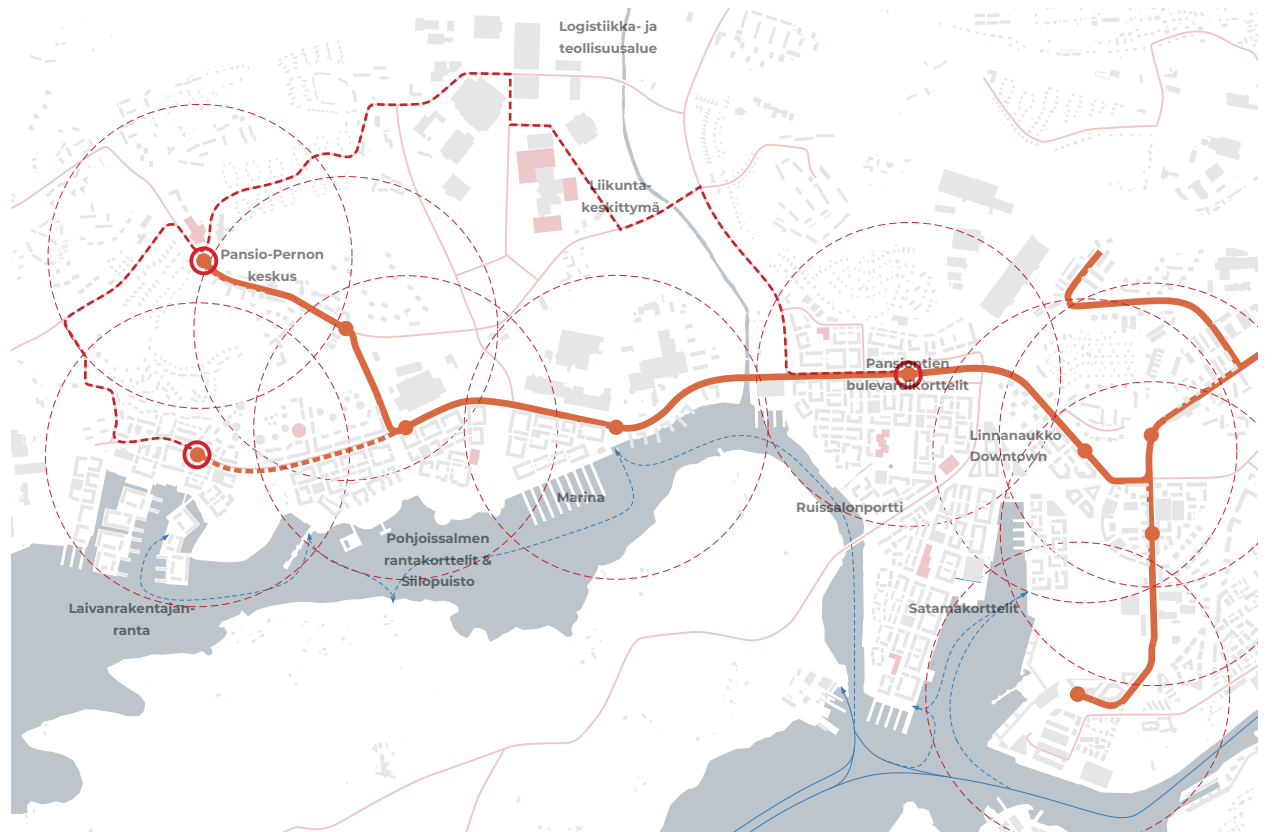 Logistiikka- ja
teollisuusalue
Liikunta-
keskittymä
Pansio-Pernon
keskus
Pansiontien
bulevardikorttelit
Linnanaukko
Downtown
Marina
Ruissalonportti
Pohjoissalmen
rantakorttelit &
Siilopuisto
Laivanrakentajan-
ranta
Satamakorttelit